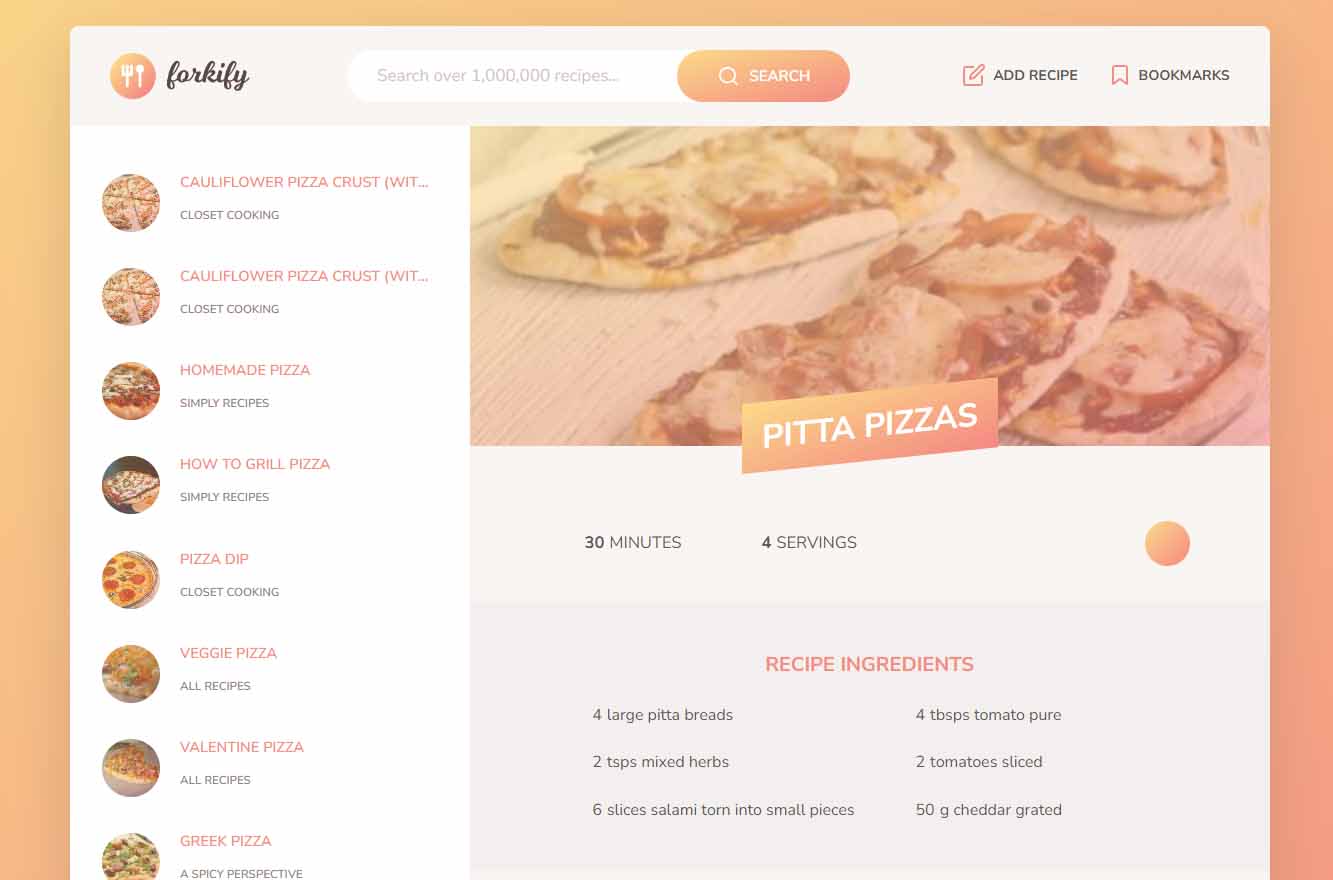 forkify
Search over 1,000,000 recipes...
SEARCH
ADD RECIPE
BOOKMARKS
CAULIFLOWER PIZZA CRUST (WIT...
CLOSET COOKING
CAULIFLOWER PIZZA CRUST (WIT...
CLOSET COOKING
HOMEMADE PIZZA
SIMPLY RECIPES
HOW TO GRILL PIZZA
SIMPLY RECIPES
PIZZA DIP
CLOSET COOKING
VEGGIE PIZZA
ALL RECIPES
VALENTINE PIZZA
ALL RECIPES
GREEK PIZZA
A SPICY PERSPECTIVE
PITTA PIZZAS
30 MINUTES
4 SERVINGS
RECIPE INGREDIENTS
4 large pitta breads
4 tbsps tomato pure
2 tsps mixed herbs
2 tomatoes sliced
6 slices salami torn into small pieces
50 g cheddar grated